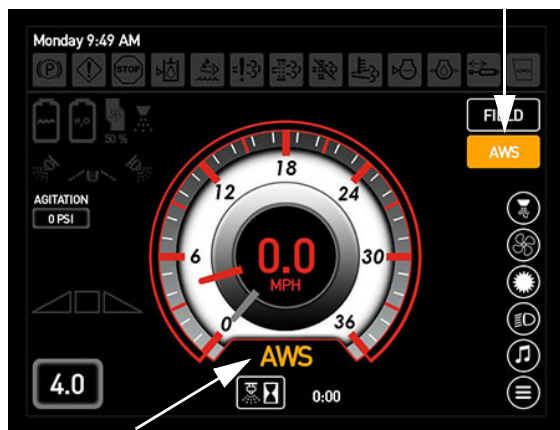 Monday 9:49 AM
(P)
STOP
H₂O
50 %
FIELD
AWS
AGITATION
0 PSI
0
6
12
18
24
30
36
0.0
MPH
AWS
4.0
0:00